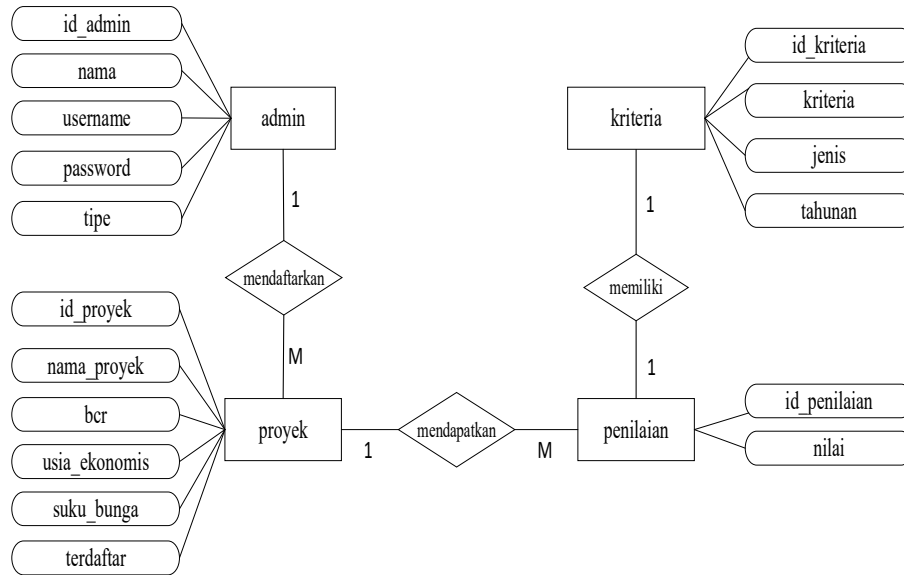 id_admin
nama
username
password
tipe
admin
1
mendaftarkan
M
id_proyek
nama_proyek
bcr
usia_ekonomis
suku_bunga
terdaftar
proyek
1
mendapatkan
M
id_kriteria
kriteria
jenis
tahunan
kriteria
1
memiliki
1
penilaian
id_penilaian
nilai